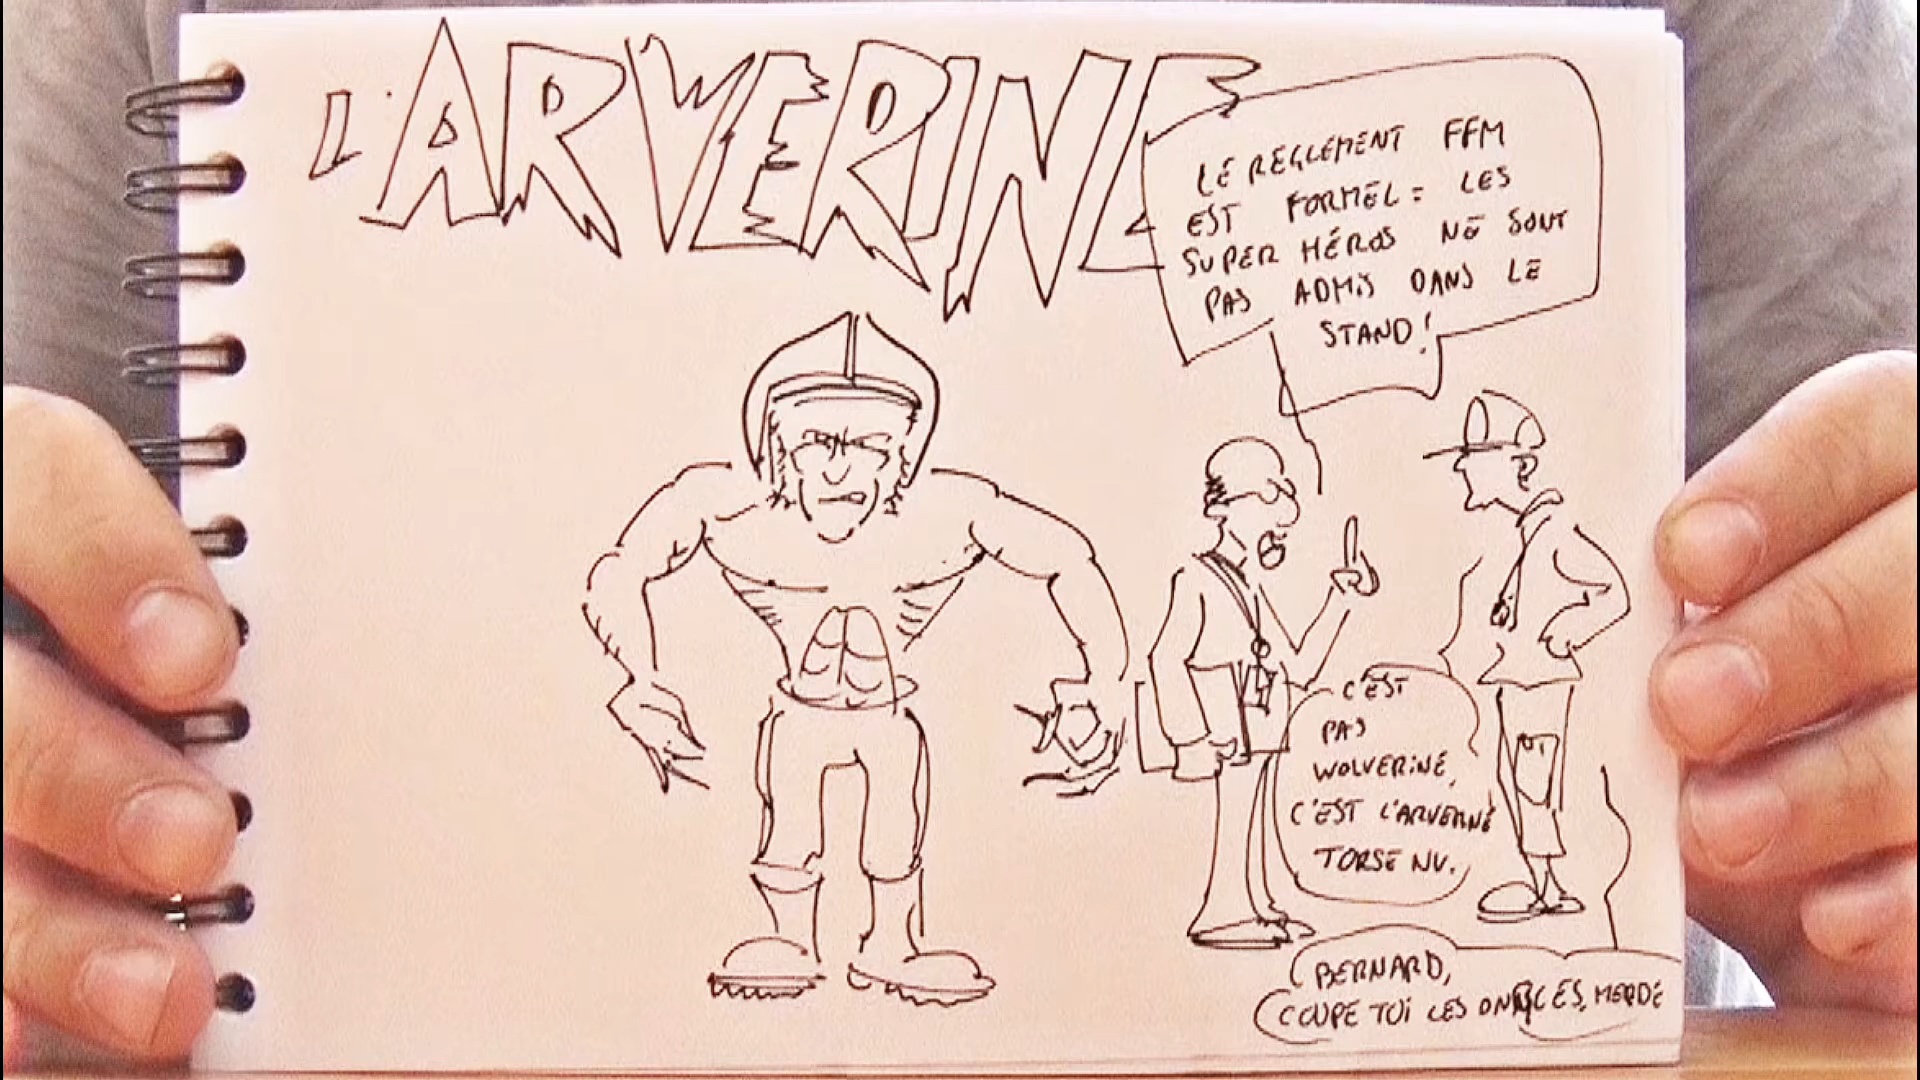 L'ARVERINE
LE REGLEMENT FFM
EST FORMEL : LES
SUPER HÉROS NE SONT
PAS ADMIS DANS LE
STAND !
C'EST
PAS
WOLVERINE,
C'EST L'ARVERNE
TORSE NU.
BERNARD,
COUPE TOI LES ONGLES, MERDE